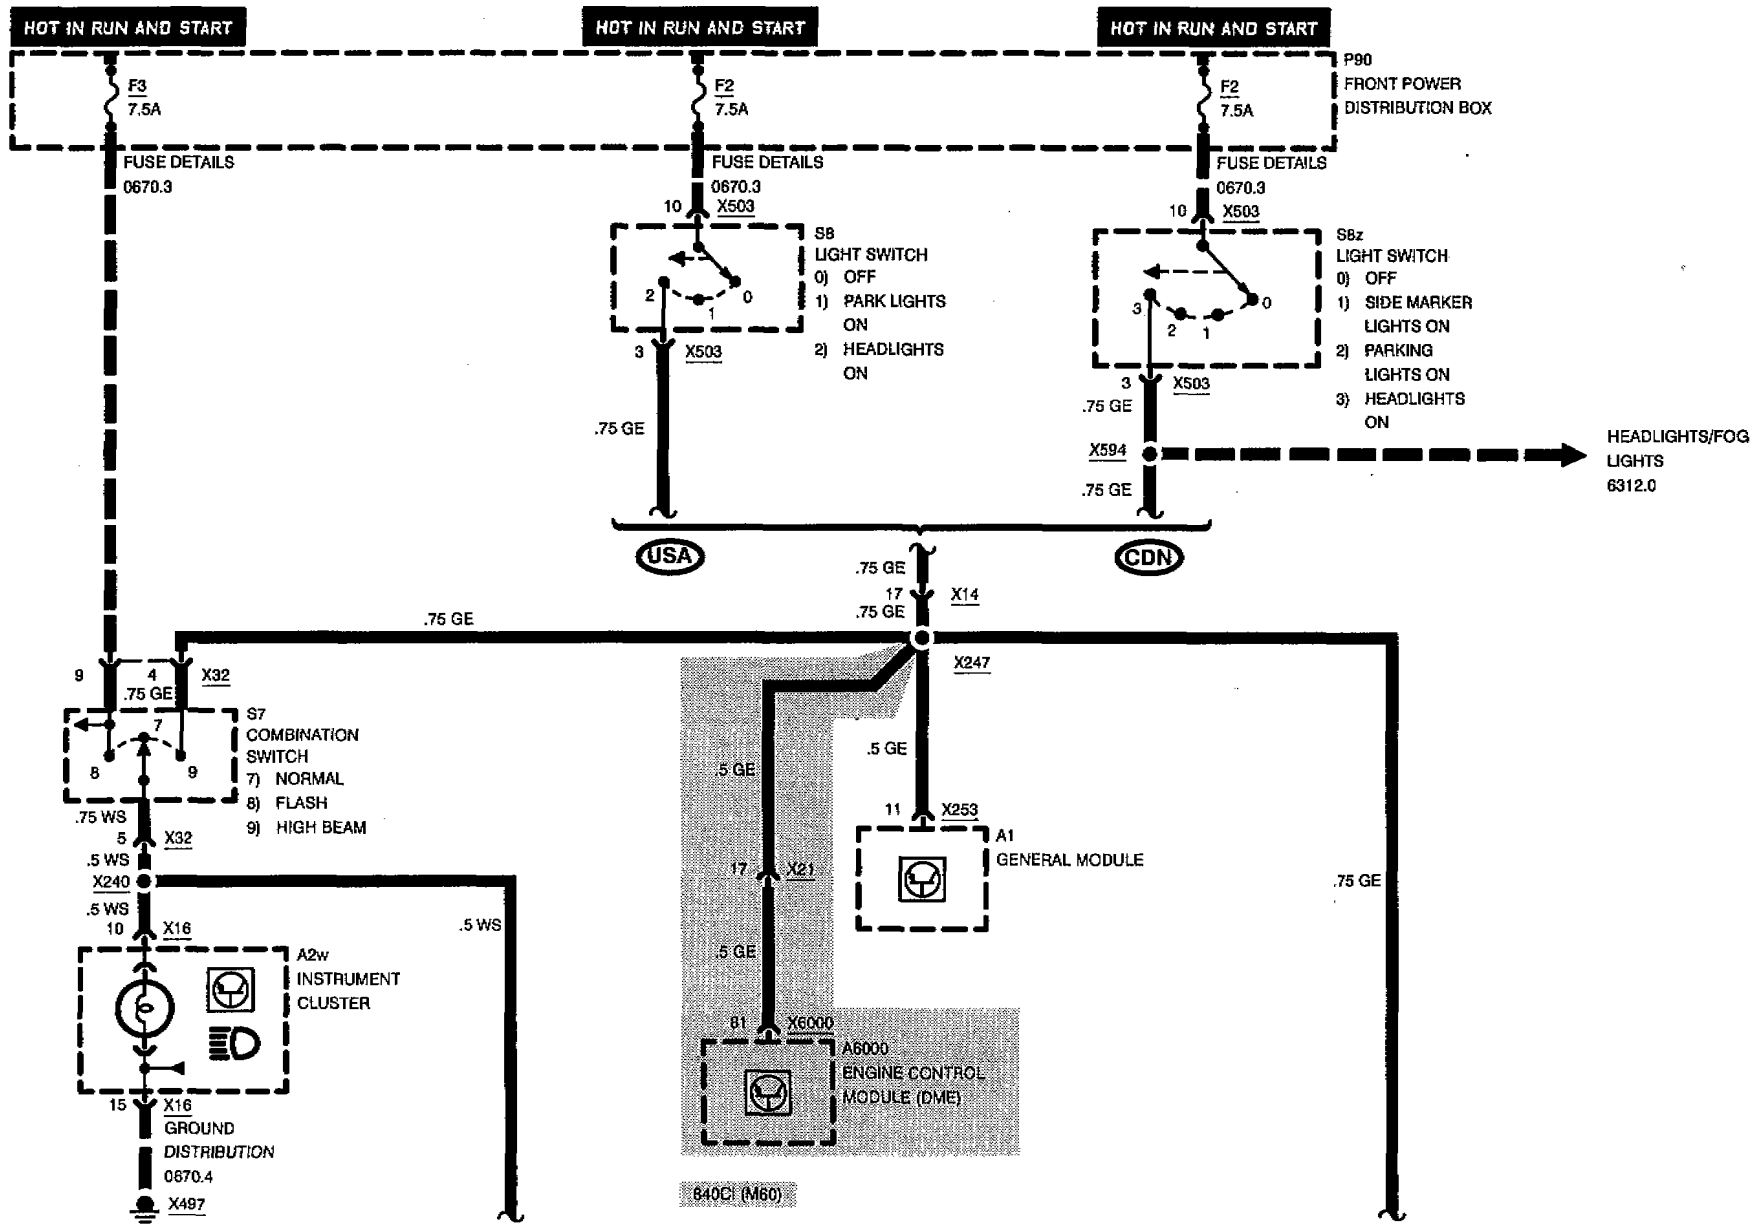 HOT IN RUN AND START
HOT IN RUN AND START
HOT IN RUN AND START
F3
7.5A
F2
7.5A
F2
7.5A
P90
FRONT POWER
DISTRIBUTION BOX
FUSE DETAILS
0670.3
FUSE DETAILS
0670.3
FUSE DETAILS
0670.3
10 X503
10 X503
S8
LIGHT SWITCH
0) OFF
1) PARK LIGHTS
ON
2) HEADLIGHTS
ON
2
1
0
S8z
LIGHT SWITCH
0) OFF
1) SIDE MARKER
LIGHTS ON
2) PARKING
LIGHTS ON
3) HEADLIGHTS
ON
3
2
1
0
3 X503
3 X503
.75 GE
.75 GE
X594
.75 GE
HEADLIGHTS/FOG
LIGHTS
6312.0
USA
CDN
.75 GE
17 X14
.75 GE
.75 GE
X247
9 4 X32
.75 GE
S7
COMBINATION
SWITCH
7) NORMAL
8) FLASH
9) HIGH BEAM
7
8
9
.75 WS
5 X32
.5 WS
X240
.5 WS
10 X16
.5 WS
A2w
INSTRUMENT
CLUSTER
15 X16
GROUND
DISTRIBUTION
0670.4
X497
.5 GE
.5 GE
11 X253
A1
GENERAL MODULE
17 X21
.5 GE
81 X6000
A6000
ENGINE CONTROL
MODULE (DME)
840CI (M60)
.75 GE